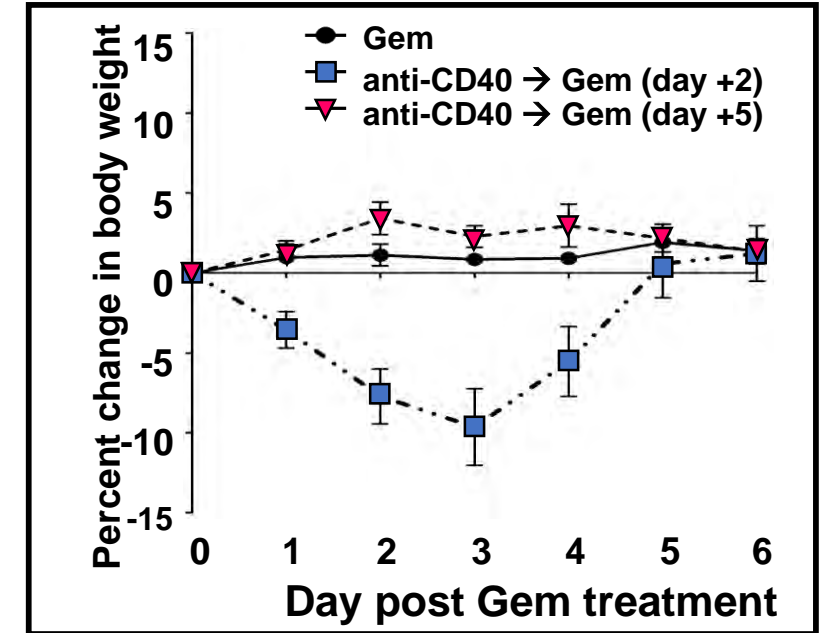 Percent change in body weight
15
10
5
0
-5
-10
-15
Gem
anti-CD40 → Gem (day +2)
anti-CD40 → Gem (day +5)
0 1 2 3 4 5 6
Day post Gem treatment